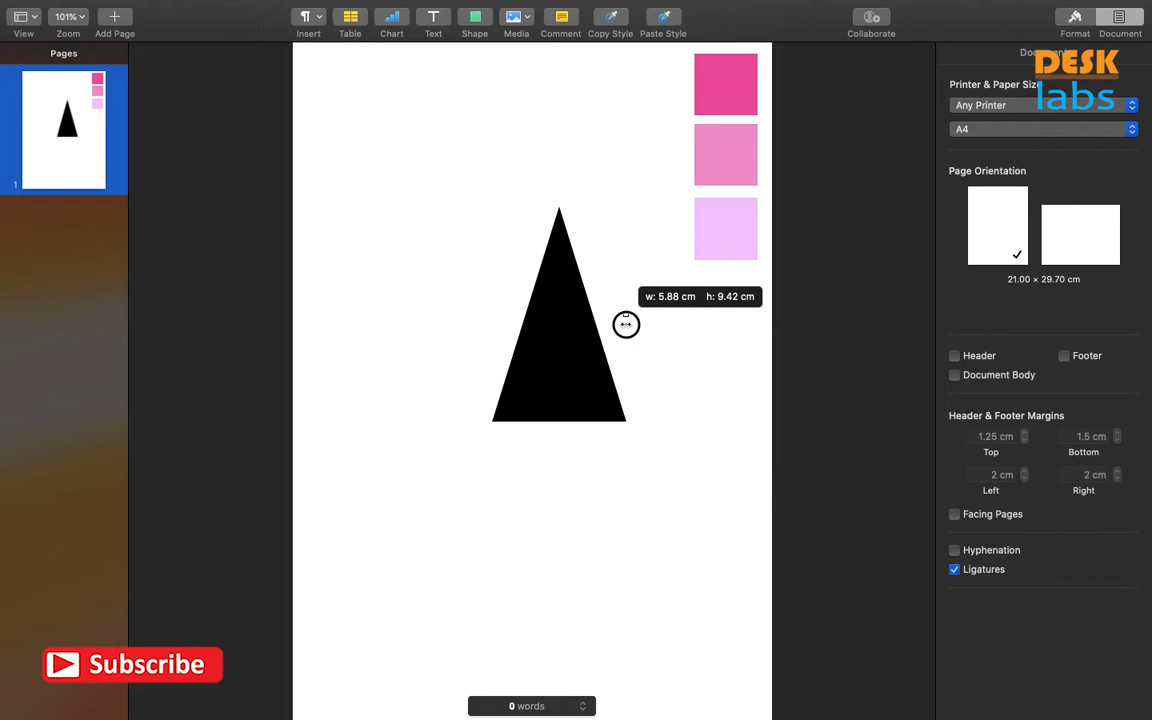 101%
View
Zoom
Add Page
Insert
Table
Chart
Text
Shape
Media
Comment
Copy Style
Paste Style
Collaborate
Format
Document
Pages
1
DESK
labs
Printer & Paper Size
Any Printer
A4
Page Orientation
21.00 × 29.70 cm
w: 5.88 cm h: 9.42 cm
Header
Footer
Document Body
Header & Footer Margins
1.25 cm
1.5 cm
Top
Bottom
2 cm
2 cm
Left
Right
Facing Pages
Hyphenation
Ligatures
Subscribe
0 words